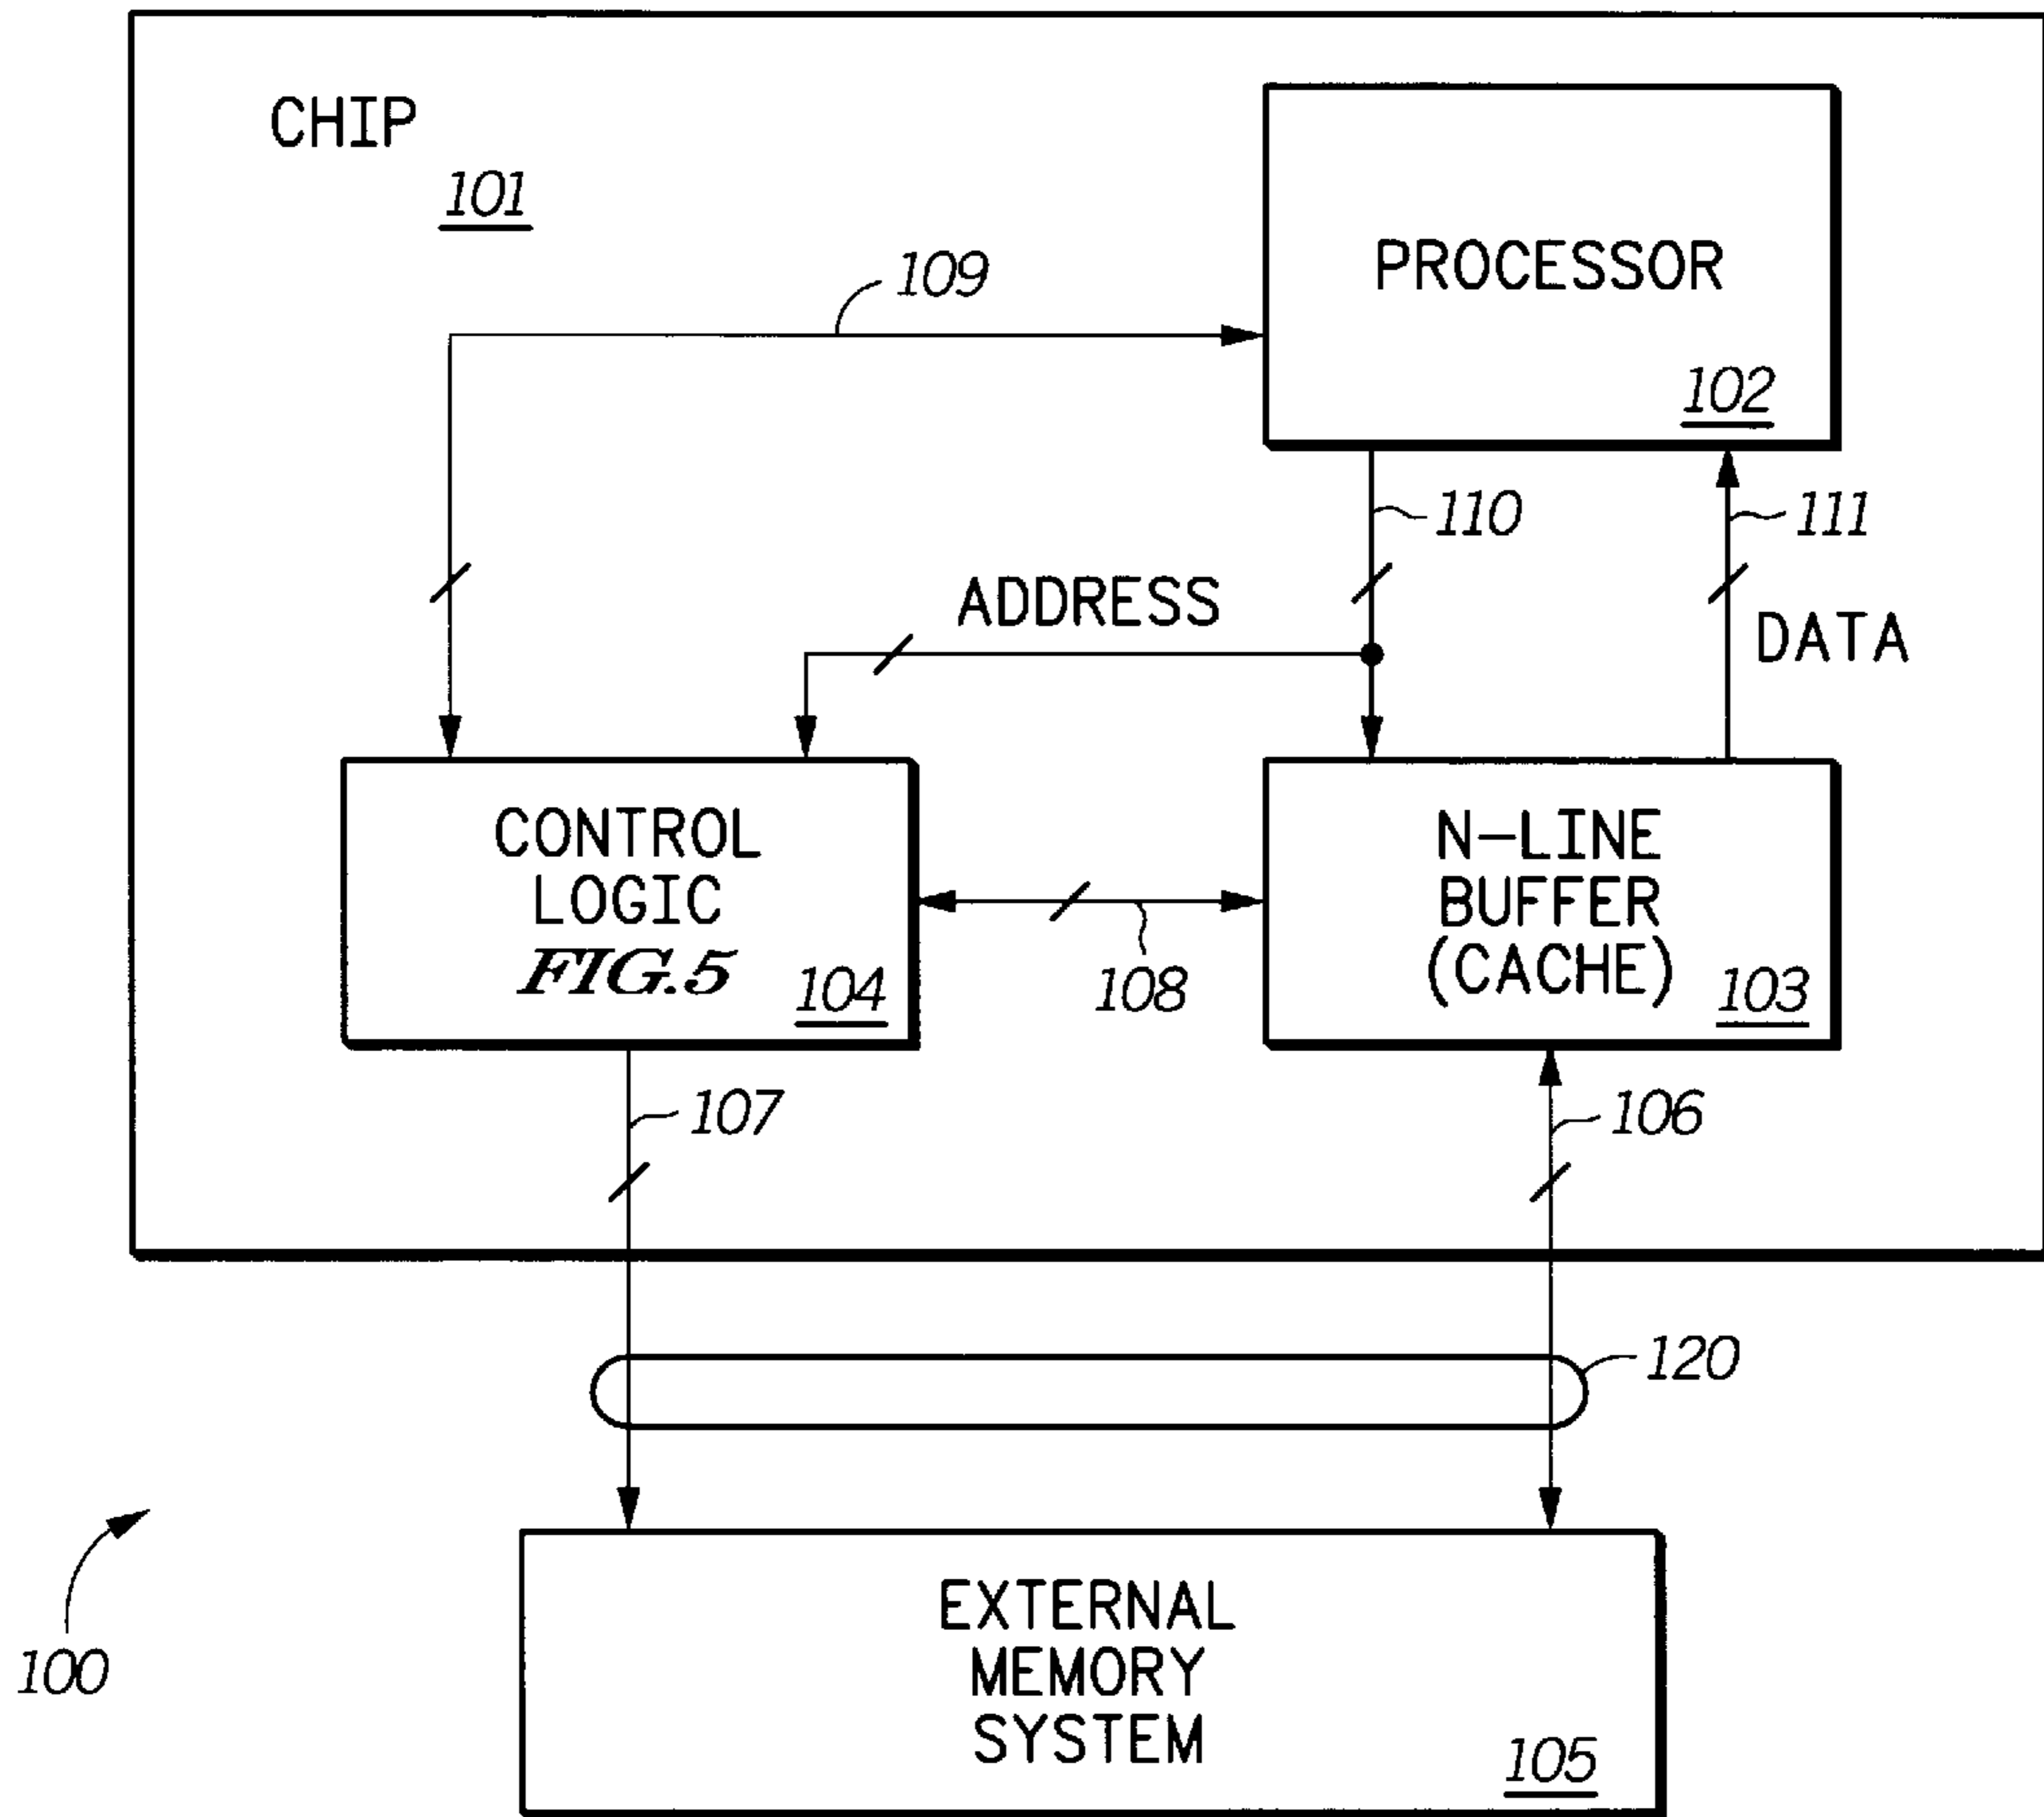 CHIP
101
109
PROCESSOR
102
110
111
ADDRESS
DATA
CONTROL
LOGIC
FIG.5
104
108
N-LINE
BUFFER
(CACHE)
103
107
106
120
100
EXTERNAL
MEMORY
SYSTEM
105